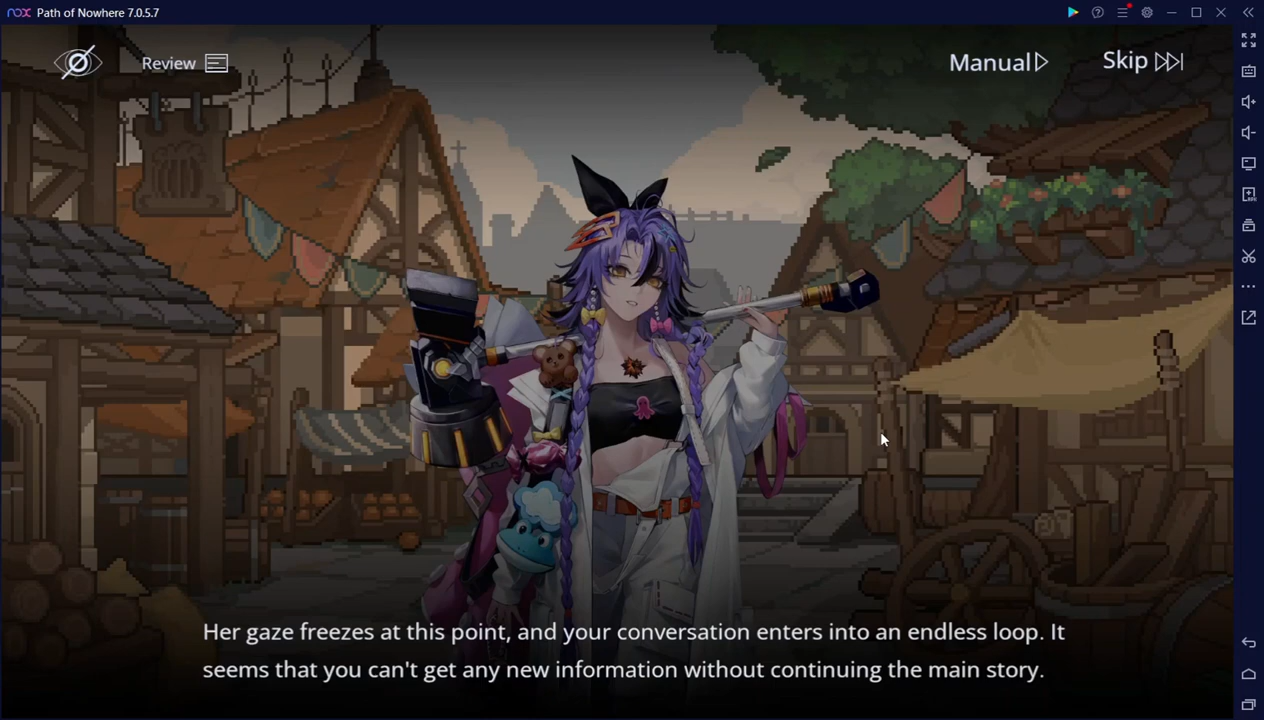 nox Path of Nowhere 7.0.5.7
Review
Manual
Skip
Her gaze freezes at this point, and your conversation enters into an endless loop. It
seems that you can't get any new information without continuing the main story.